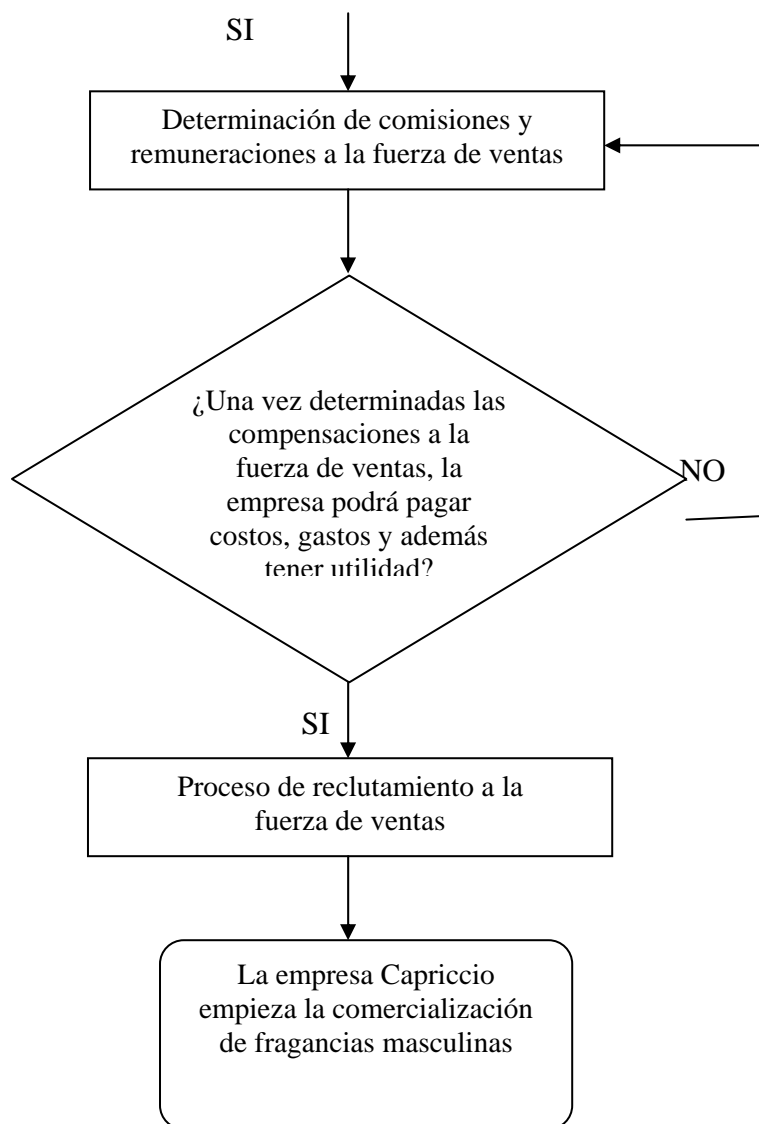 SI
Determinación de comisiones y
remuneraciones a la fuerza de ventas
¿Una vez determinadas las
compensaciones a la
fuerza de ventas, la
empresa podrá pagar
costos, gastos y además
tener utilidad?
NO
SI
Proceso de reclutamiento a la
fuerza de ventas
La empresa Capriccio
empieza la comercialización
de fragancias masculinas